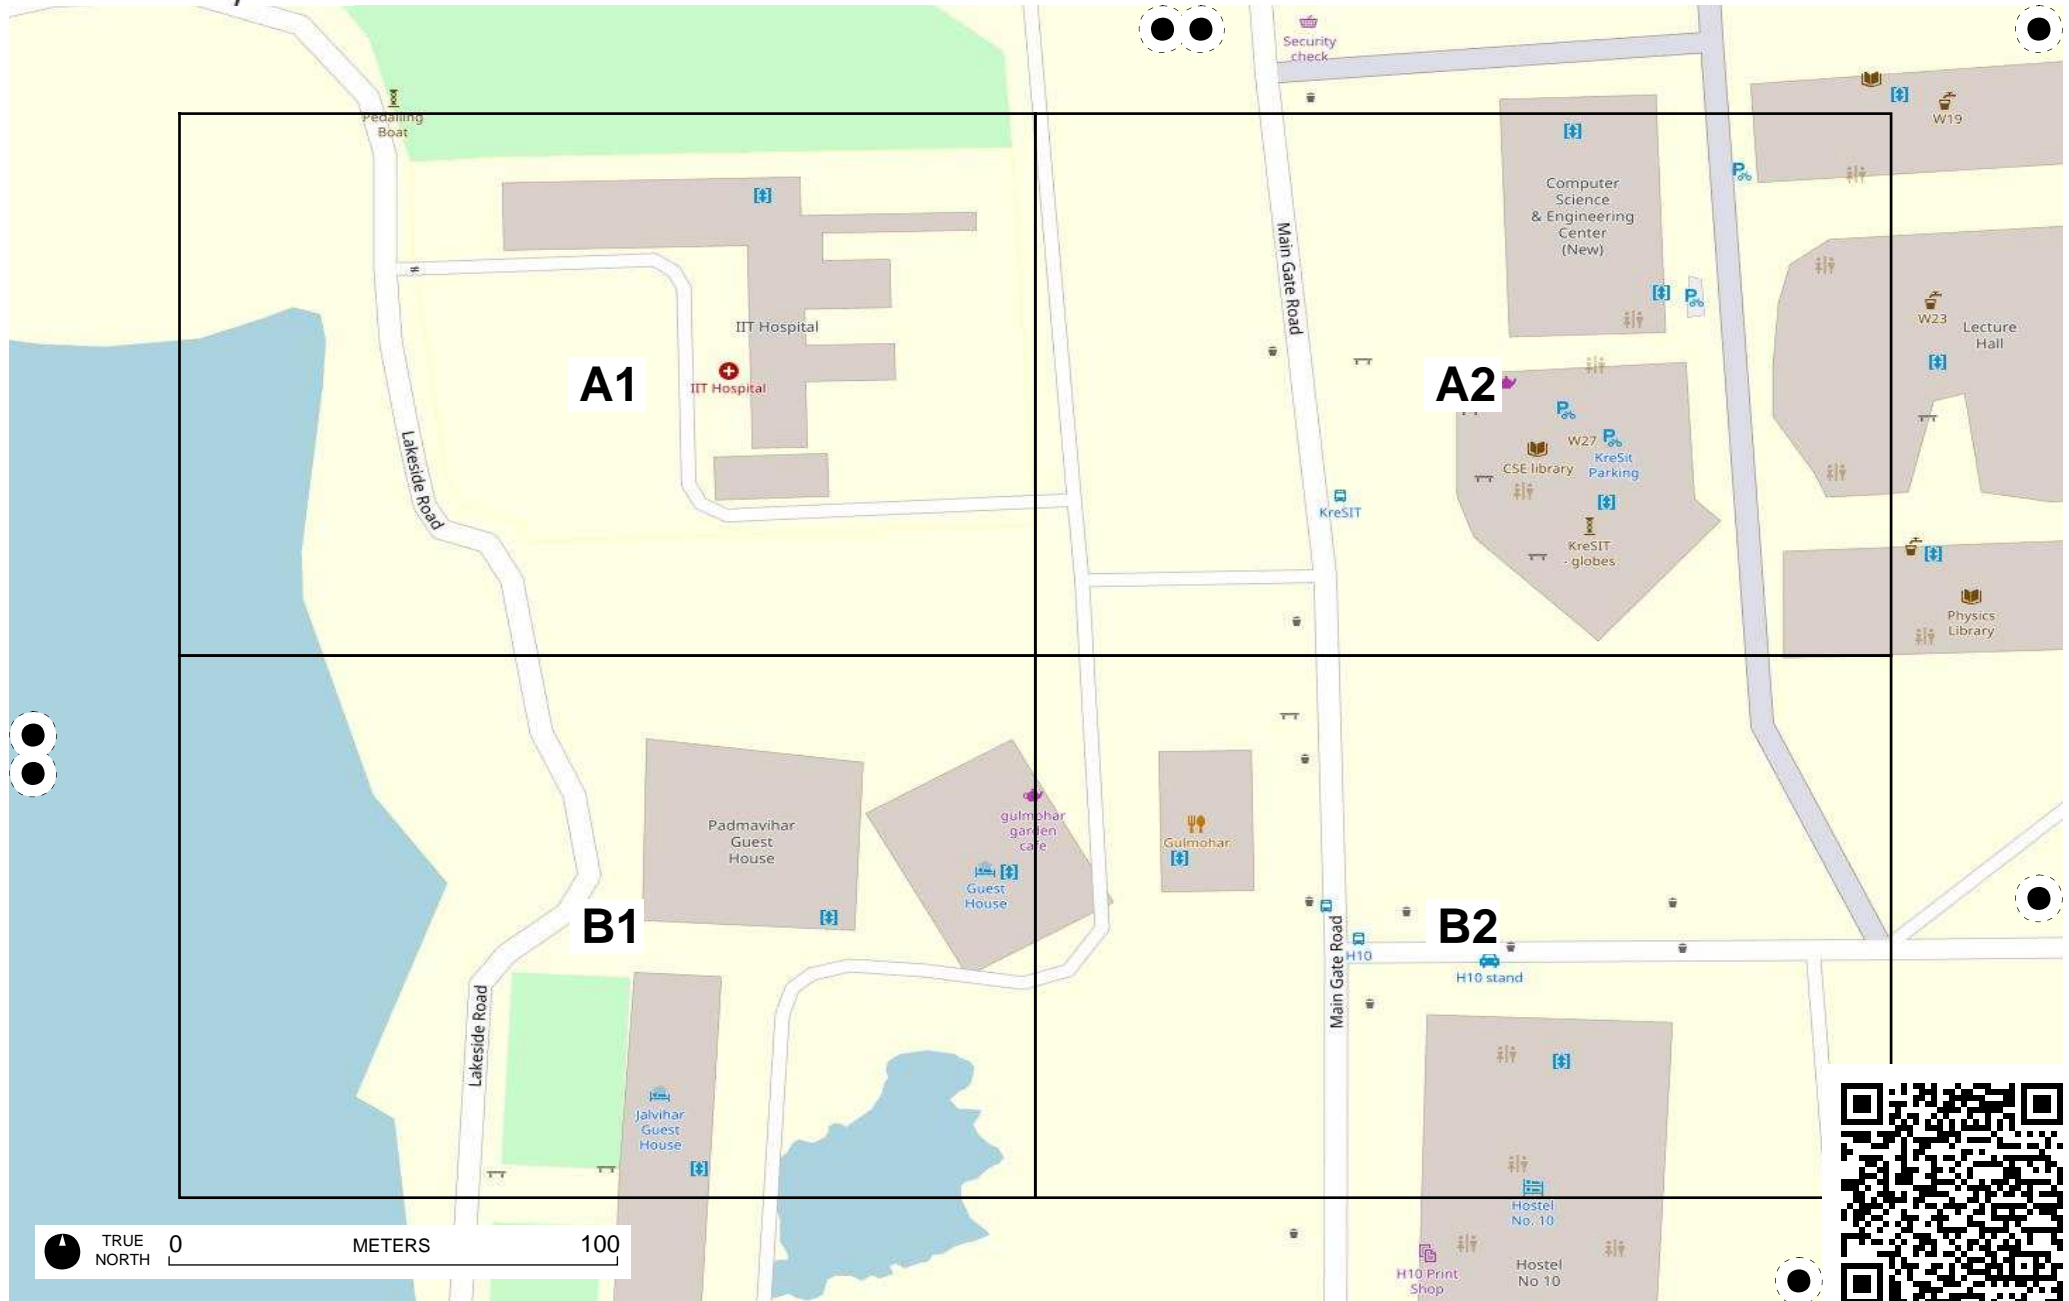 Security
check
Pedalling
Boat
W19
Computer
Science
& Engineering
Center
(New)
Main Gate Road
IIT Hospital
W23
Lecture
Hall
A1
IIT Hospital
A2
W27
CSE library
KreSit
Parking
Lakeside Road
KreSIT
KreSIT
- globes
Physics
Library
gulmohar
garden
cafe
Padmavihar
Guest
House
Gulmohar
Guest
House
B1
B2
Main Gate Road
H10
H10 stand
Lakeside Road
Jalvihar
Guest
House
Hostel
No. 10
TRUE
NORTH
0
METERS
100
H10 Print
Shop
Hostel
No 10